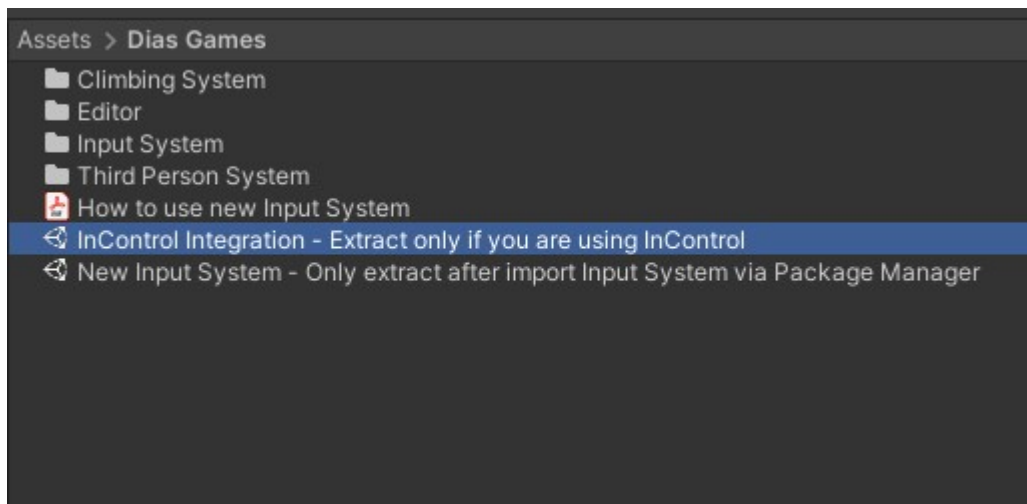 Assets > Dias Games
Climbing System
Editor
Input System
Third Person System
How to use new Input System
InControl Integration - Extract only if you are using InControl
New Input System - Only extract after import Input System via Package Manager